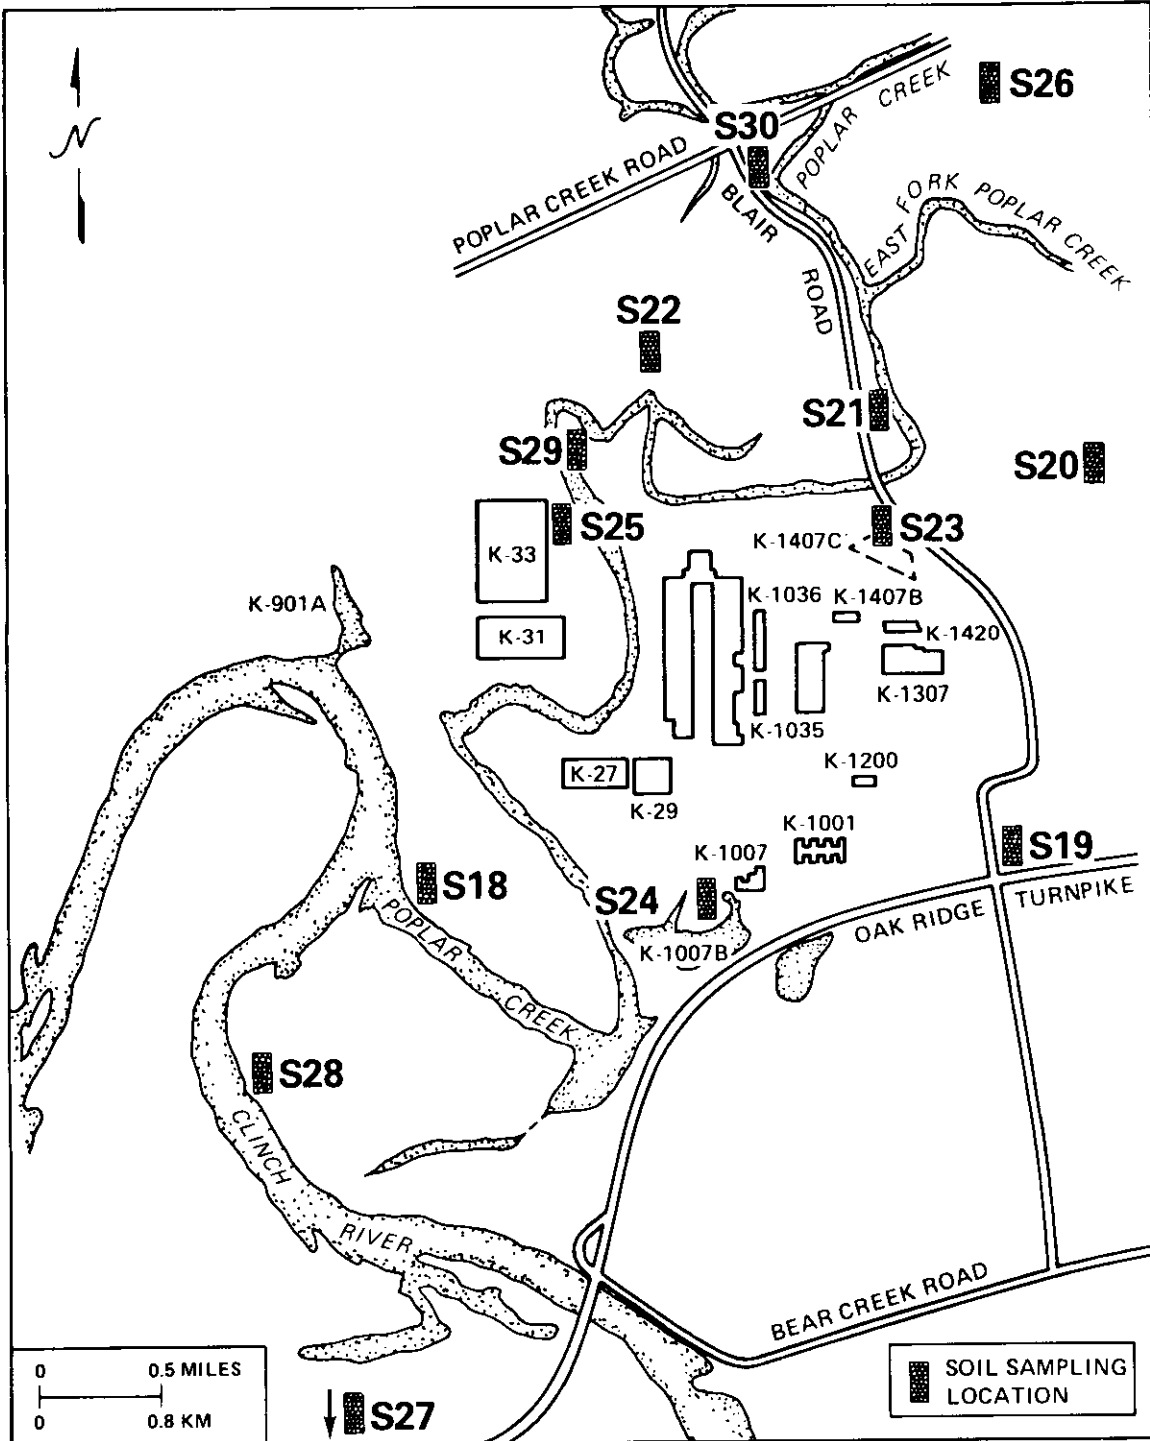 S26
POPLAR CREEK
N
S30
POPLAR CREEK ROAD
BLAIR ROAD
EAST FORK POPLAR CREEK
S22
S21
S29
S20
S25
S23
K-33
K-1407C
K-1036
K-1407B
K-901A
K-31
K-1420
K-1307
K-1035
K-27
K-1200
K-29
K-1001
K-1007
S19
S18
S24
TURNPIKE
OAK RIDGE
POPLAR CREEK
K-1007B
S28
CLINCH RIVER
BEAR CREEK ROAD
0 0.5 MILES
0 0.8 KM
S27
SOIL SAMPLING
LOCATION